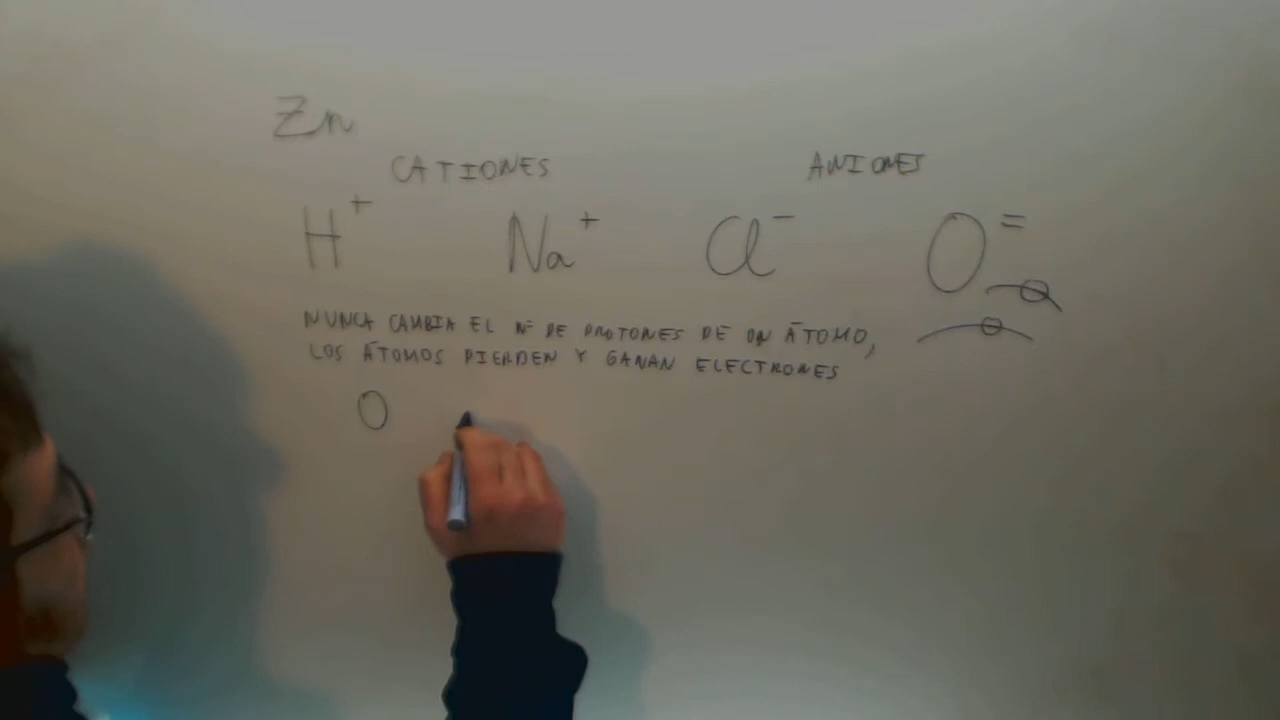 Zn
CATIONES ANIONES
H⁺ Na⁺ Cl⁻ O⁼
NUNCA CAMBIA EL Nº DE PROTONES DE UN ÁTOMO,
LOS ÁTOMOS PIERDEN Y GANAN ELECTRONES
O